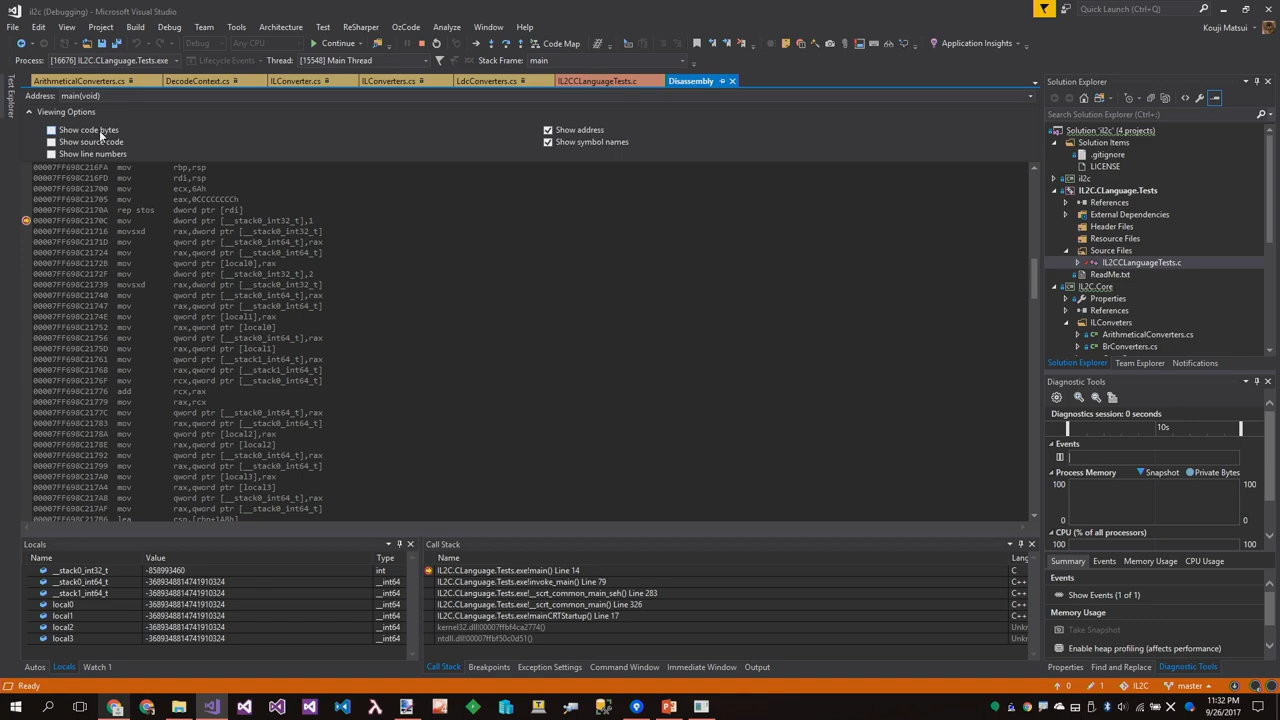 il2c (Debugging) - Microsoft Visual Studio
Quick Launch (Ctrl+Q)
File Edit View Project Build Debug Team Tools Architecture Test ReSharper OzCode Analyze Window Help
Kouji Matsui
Debug Any CPU Continue Code Map Application Insights
Process: [16676] IL2C.CLanguage.Tests.exe Lifecycle Events Thread: [15548] Main Thread Stack Frame: main
Test Explorer
ArithmeticalConverters.cs DecodeContext.cs ILConverter.cs ILConverters.cs LdcConverters.cs IL2CCLanguageTests.c Disassembly
Address: main(void)
Viewing Options
Show code bytes Show address
Show source code Show symbol names
Show line numbers
00007FF698C216FA mov rbp,rsp
00007FF698C216FD mov rdi,rsp
00007FF698C21700 mov ecx,6Ah
00007FF698C21705 mov eax,0CCCCCCCCh
00007FF698C2170A rep stos dword ptr [rdi]
00007FF698C2170C mov dword ptr [__stack0_int32_t],1
00007FF698C21716 movsxd rax,dword ptr [__stack0_int32_t]
00007FF698C2171D mov qword ptr [__stack0_int64_t],rax
00007FF698C21724 mov rax,qword ptr [__stack0_int64_t]
00007FF698C2172B mov qword ptr [local0],rax
00007FF698C2172F mov dword ptr [__stack0_int32_t],2
00007FF698C21739 movsxd rax,dword ptr [__stack0_int32_t]
00007FF698C21740 mov qword ptr [__stack0_int64_t],rax
00007FF698C21747 mov rax,qword ptr [__stack0_int64_t]
00007FF698C2174E mov qword ptr [local1],rax
00007FF698C21752 mov rax,qword ptr [local0]
00007FF698C21756 mov qword ptr [__stack0_int64_t],rax
00007FF698C2175D mov rax,qword ptr [local1]
00007FF698C21761 mov qword ptr [__stack1_int64_t],rax
00007FF698C21768 mov rax,qword ptr [__stack1_int64_t]
00007FF698C2176F mov rcx,qword ptr [__stack0_int64_t]
00007FF698C21776 add rcx,rax
00007FF698C21779 mov rax,rcx
00007FF698C2177C mov qword ptr [__stack0_int64_t],rax
00007FF698C21783 mov rax,qword ptr [__stack0_int64_t]
00007FF698C2178A mov qword ptr [local2],rax
00007FF698C2178E mov rax,qword ptr [local2]
00007FF698C21792 mov qword ptr [__stack0_int64_t],rax
00007FF698C21799 mov rax,qword ptr [__stack0_int64_t]
00007FF698C217A0 mov qword ptr [local3],rax
00007FF698C217A4 mov rax,qword ptr [local3]
00007FF698C217A8 mov qword ptr [__stack0_int64_t],rax
00007FF698C217AF mov rax,qword ptr [__stack0_int64_t]
00007FF698C217B6 lea rsp,[rbp+1A8h]
Solution Explorer
Search Solution Explorer (Ctrl+;)
Solution 'il2c' (4 projects)
Solution Items
.gitignore
LICENSE
il2c
IL2C.CLanguage.Tests
References
External Dependencies
Header Files
Resource Files
Source Files
IL2CCLanguageTests.c
ReadMe.txt
IL2C.Core
Properties
References
ILConveters
ArithmeticalConverters.cs
BrConverters.cs
Solution Explorer Team Explorer Notifications
Diagnostic Tools
Diagnostics session: 0 seconds
10s
Events
Process Memory Snapshot Private Bytes
100 100
0 0
CPU (% of all processors)
100 100
Summary Events Memory Usage CPU Usage
Events
Show Events (1 of 1)
Memory Usage
Take Snapshot
Enable heap profiling (affects performance)
Properties Find and Replace Diagnostic Tools
Locals
Name Value Type
__stack0_int32_t -858993460 int
__stack0_int64_t -3689348814741910324 __int64
__stack1_int64_t -3689348814741910324 __int64
local0 -3689348814741910324 __int64
local1 -3689348814741910324 __int64
local2 -3689348814741910324 __int64
local3 -3689348814741910324 __int64
Autos Locals Watch 1
Call Stack
Name Lang
IL2C.CLanguage.Tests.exe!main() Line 14 C
IL2C.CLanguage.Tests.exe!invoke_main() Line 79 C++
IL2C.CLanguage.Tests.exe!__scrt_common_main_seh() Line 283 C++
IL2C.CLanguage.Tests.exe!__scrt_common_main() Line 326 C++
IL2C.CLanguage.Tests.exe!mainCRTStartup() Line 17 C++
kernel32.dll!00007ffbf4ca2774() Unkn
ntdll.dll!00007ffbf50c0d51() Unkn
Call Stack Breakpoints Exception Settings Command Window Immediate Window Output
Ready
0 1 IL2C master
11:32 PM
9/26/2017